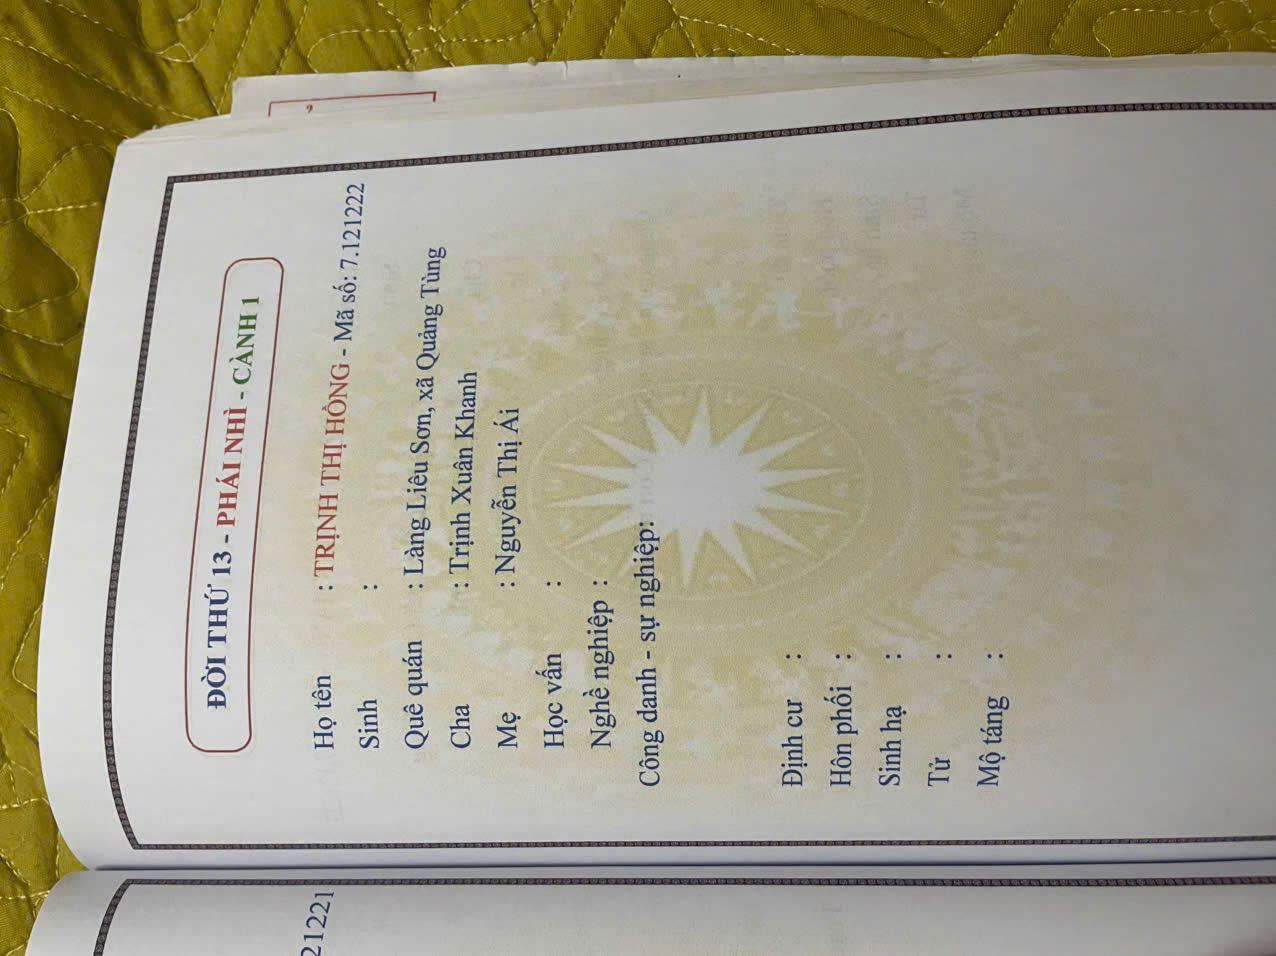 ĐỜI THỨ 13 - PHÁI NHÌ - CÀNH 1
Họ tên : TRỊNH THỊ HỒNG - Mã số: 7.121222
Sinh :
Quê quán : Làng Liêu Sơn, xã Quảng Tùng
Cha : Trịnh Xuân Khanh
Mẹ : Nguyễn Thị Ái
Học vấn :
Nghề nghiệp :
Công danh - sự nghiệp:
Định cư :
Hôn phối :
Sinh hạ :
Tử :
Mộ táng :
21221